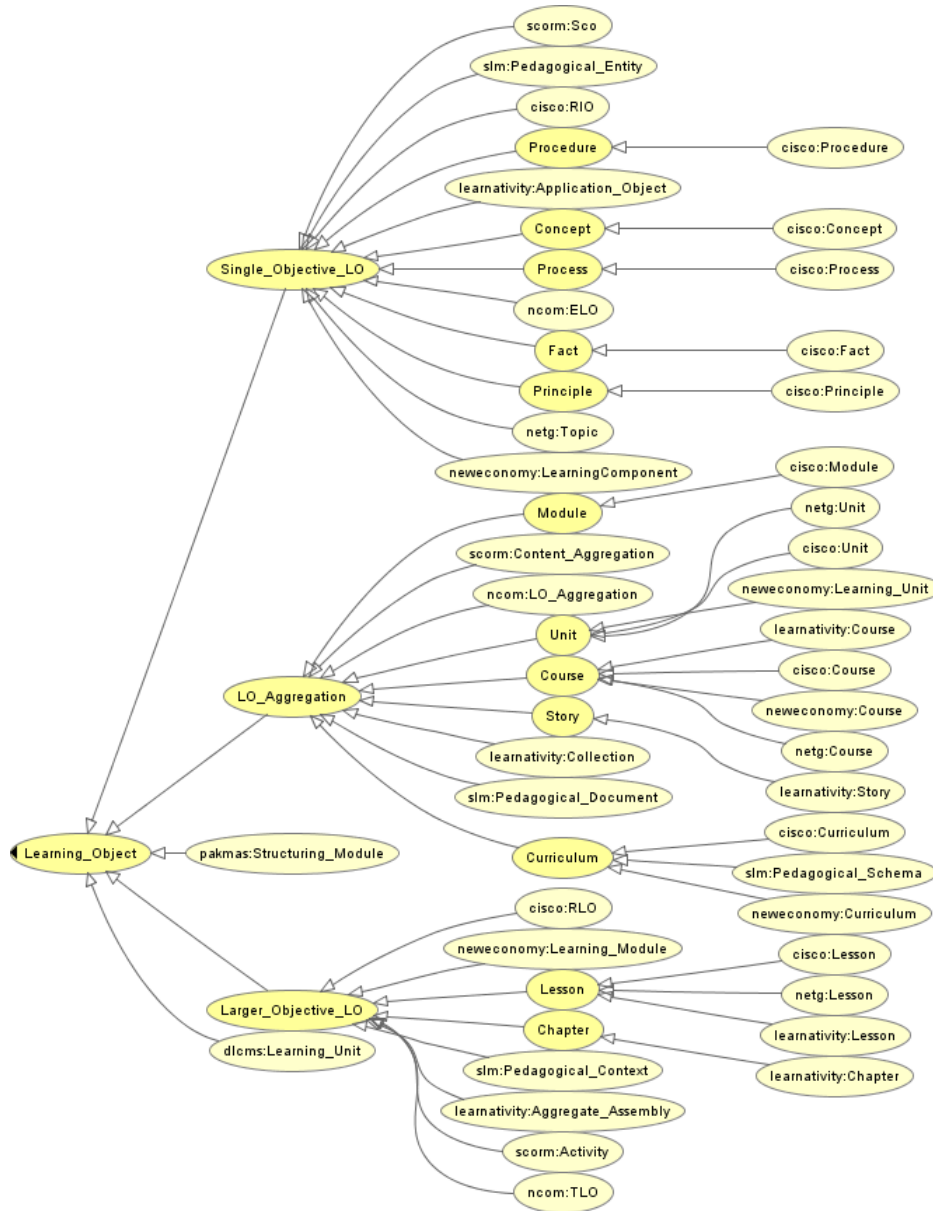 scorm:Sco
slm:Pedagogical_Entity
cisco:RIO
Procedure
cisco:Procedure
learnativity:Application_Object
Concept
cisco:Concept
Single_Objective_LO
Process
cisco:Process
ncom:ELO
Fact
cisco:Fact
Principle
cisco:Principle
netg:Topic
neweconomy:LearningComponent
cisco:Module
Module
netg:Unit
scorm:Content_Aggregation
cisco:Unit
ncom:LO_Aggregation
neweconomy:Learning_Unit
Unit
learnativity:Course
Course
cisco:Course
LO_Aggregation
neweconomy:Course
Story
netg:Course
learnativity:Collection
learnativity:Story
slm:Pedagogical_Document
cisco:Curriculum
Learning_Object
pakmas:Structuring_Module
Curriculum
slm:Pedagogical_Schema
neweconomy:Curriculum
cisco:RLO
neweconomy:Learning_Module
cisco:Lesson
Lesson
netg:Lesson
Larger_Objective_LO
Chapter
learnativity:Lesson
dlcms:Learning_Unit
slm:Pedagogical_Context
learnativity:Chapter
learnativity:Aggregate_Assembly
scorm:Activity
ncom:TLO